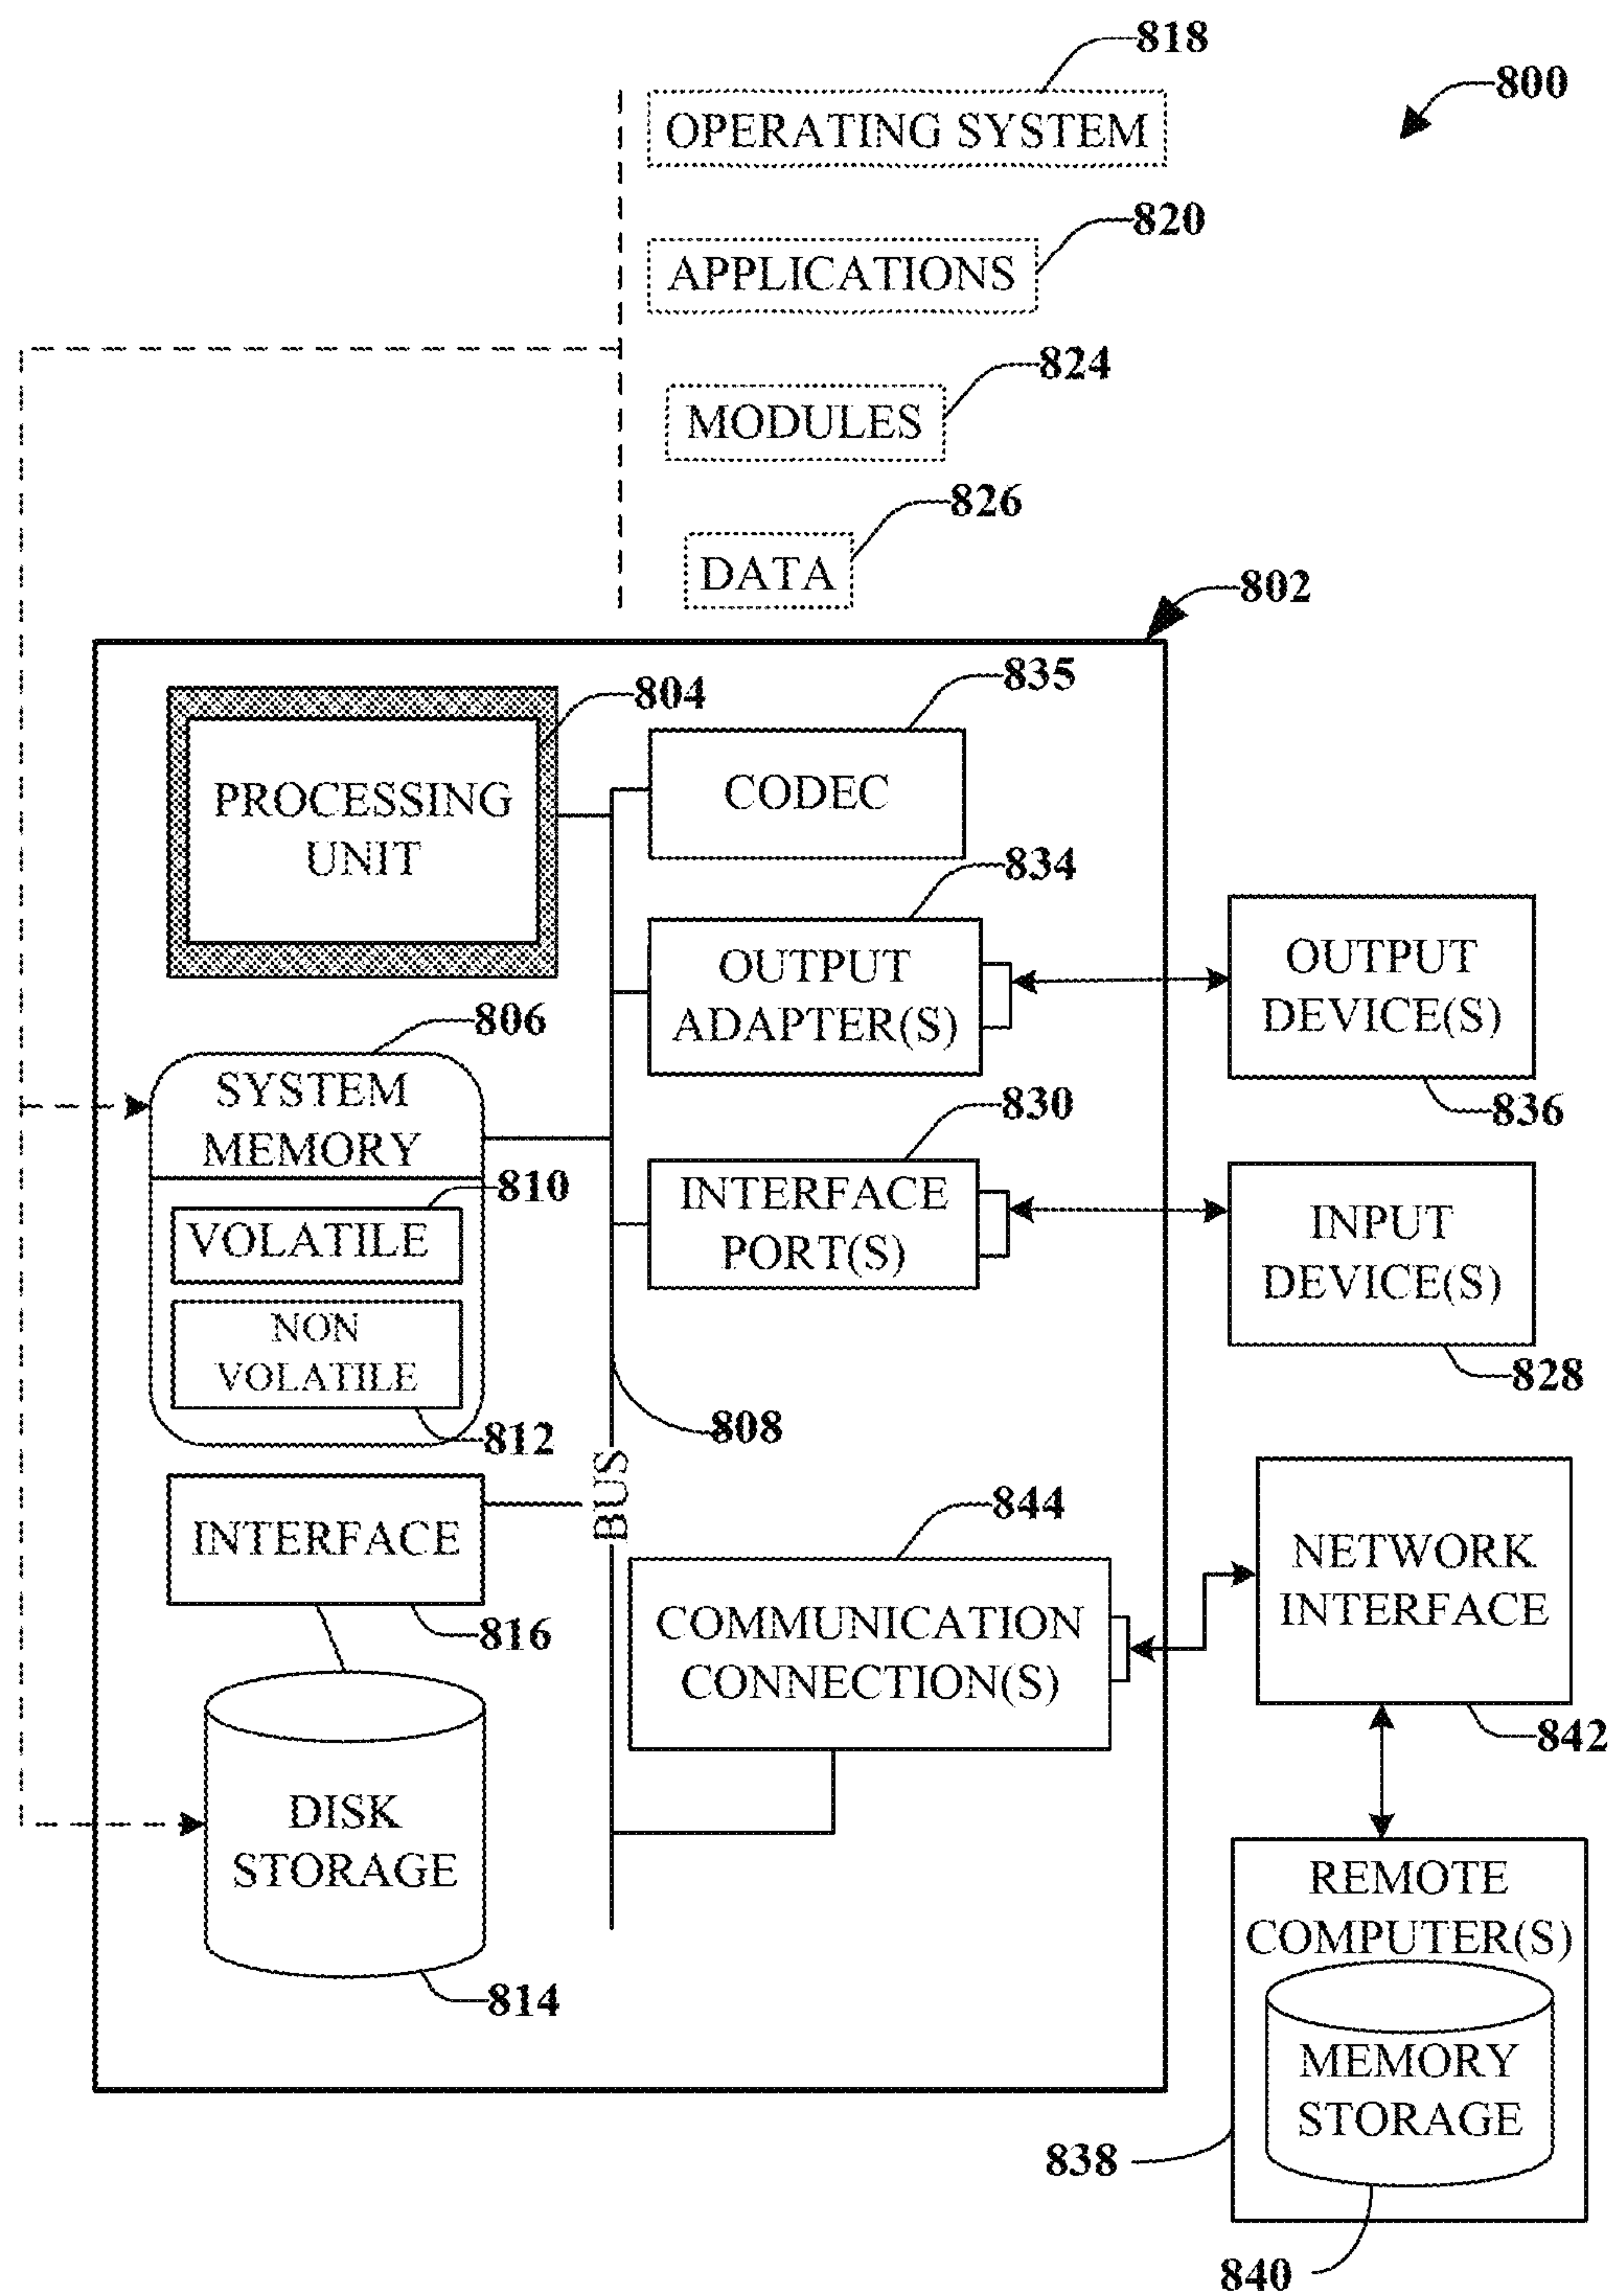 818
800
OPERATING SYSTEM
820
APPLICATIONS
824
MODULES
826
DATA
802
835
804
PROCESSING
UNIT
CODEC
834
OUTPUT
ADAPTER(S)
OUTPUT
DEVICE(S)
836
806
SYSTEM
MEMORY
810
VOLATILE
NON
VOLATILE
812
830
INTERFACE
PORT(S)
INPUT
DEVICE(S)
828
808
BUS
INTERFACE
816
844
COMMUNICATION
CONNECTION(S)
NETWORK
INTERFACE
842
DISK
STORAGE
814
REMOTE
COMPUTER(S)
MEMORY
STORAGE
838
840